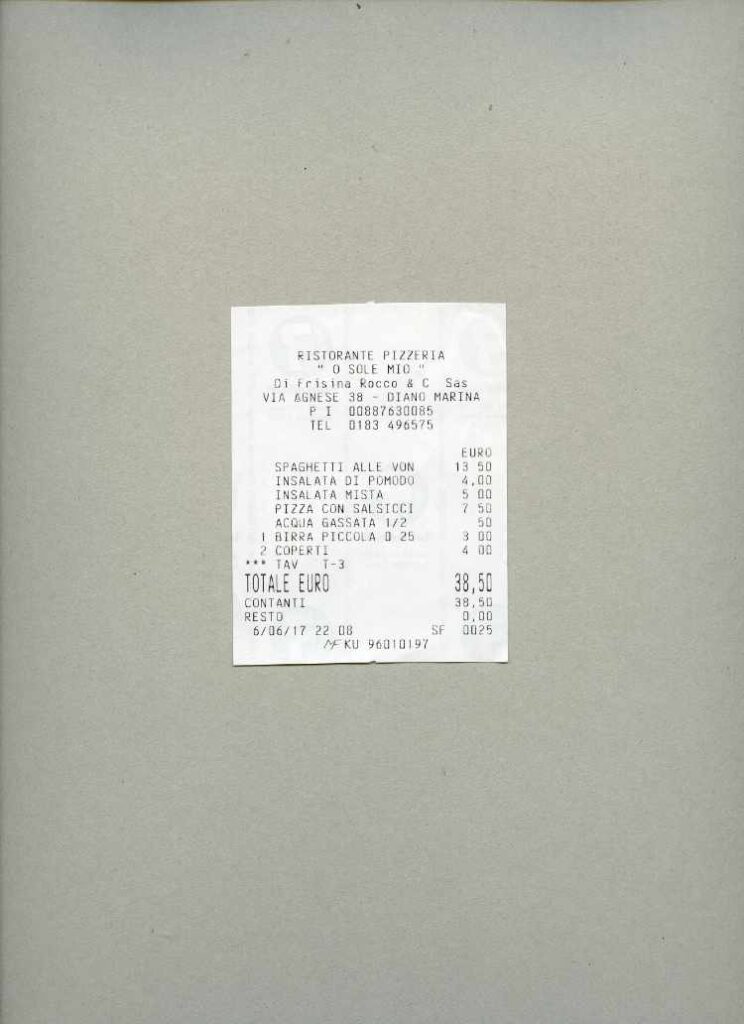 RISTORANTE PIZZERIA
" O SOLE MIO "
Di Frisina Rocco & C Sas
VIA AGNESE 38 - DIANO MARINA
P I 00887630085
TEL 0183 496575
EURO
SPAGHETTI ALLE VON 13 50
INSALATA DI POMODO 4,00
INSALATA MISTA 5 00
PIZZA CON SALSICCI 7 50
ACQUA GASSATA 1/2 50
1 BIRRA PICCOLA 0 25 3 00
2 COPERTI 4 00
*** TAV T-3
TOTALE EURO 38,50
CONTANTI 38,50
RESTO 0,00
6/06/17 22 08 SF 0025
MF KU 96010197